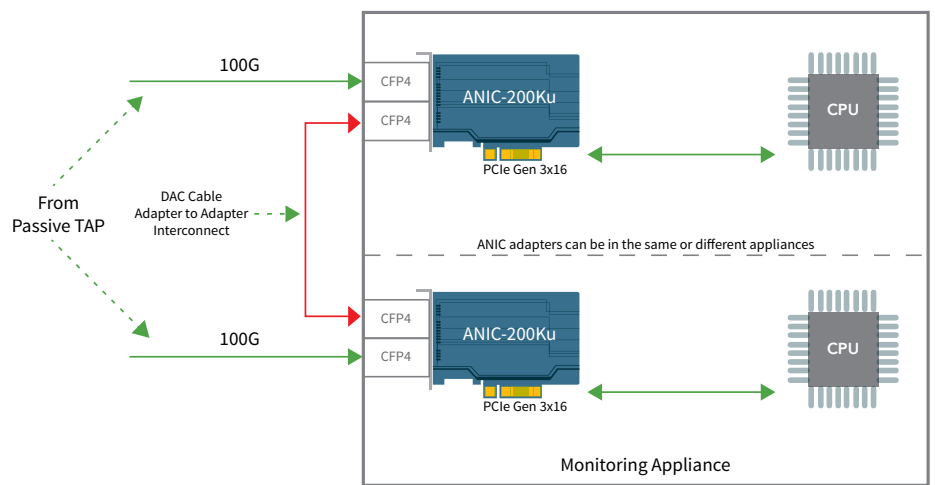 100G
CFP4
CFP4
ANIC-200Ku
PCIe Gen 3x16
CPU
From
Passive TAP
DAC Cable
Adapter to Adapter
Interconnect
ANIC adapters can be in the same or different appliances
100G
CFP4
CFP4
ANIC-200Ku
PCIe Gen 3x16
CPU
Monitoring Appliance